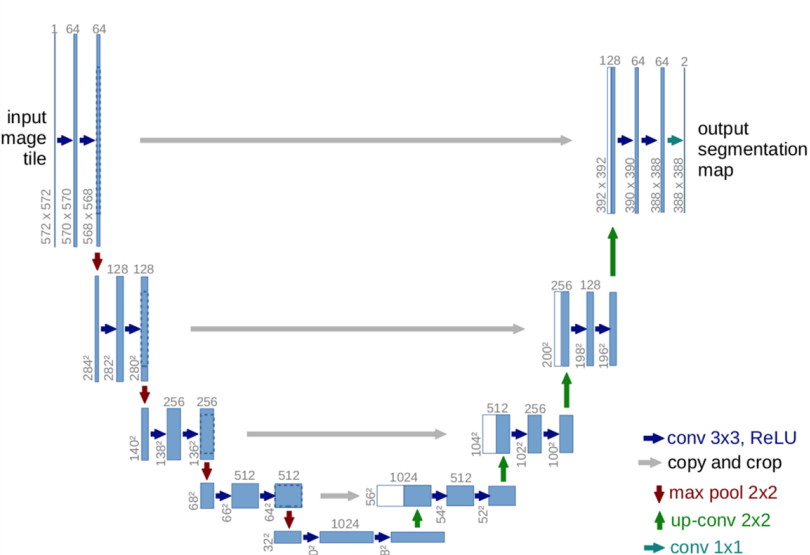 1 64 64
128 64 64 2
input
mage
tile
output
segmentation
map
572 x 572
570 x 570
568 x 568
392 x 392
390 x 390
388 x 388
388 x 388
128 128
256 128
284²
282²
280²
200²
198²
196²
256 256
512 256
140²
138²
136²
104²
102²
100²
512 512
1024 512
68²
66²
64²
56²
54²
52²
1024
32²
0²
8²
conv 3x3, ReLU
copy and crop
max pool 2x2
up-conv 2x2
conv 1x1